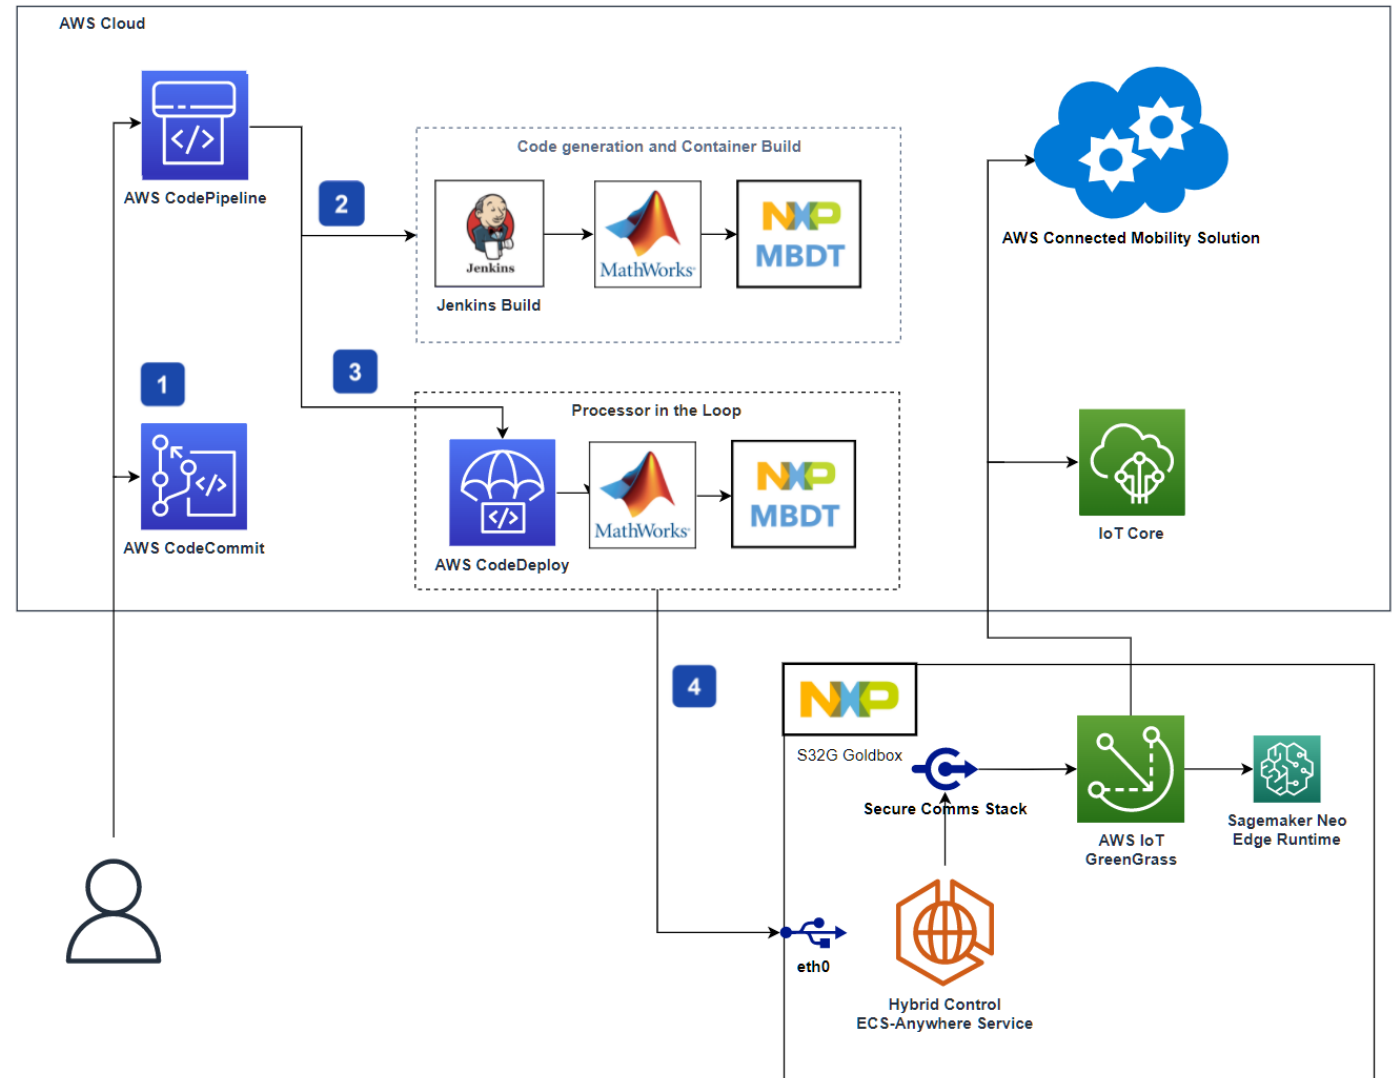 AWS Cloud
AWS CodePipeline
2
Code generation and Container Build
Jenkins
MathWorks
NXP
MBDT
Jenkins Build
AWS Connected Mobility Solution
1
AWS CodeCommit
3
Processor in the Loop
AWS CodeDeploy
MathWorks
NXP
MBDT
IoT Core
4
NXP
S32G Goldbox
Secure Comms Stack
AWS IoT
GreenGrass
Sagemaker Neo
Edge Runtime
eth0
Hybrid Control
ECS-Anywhere Service